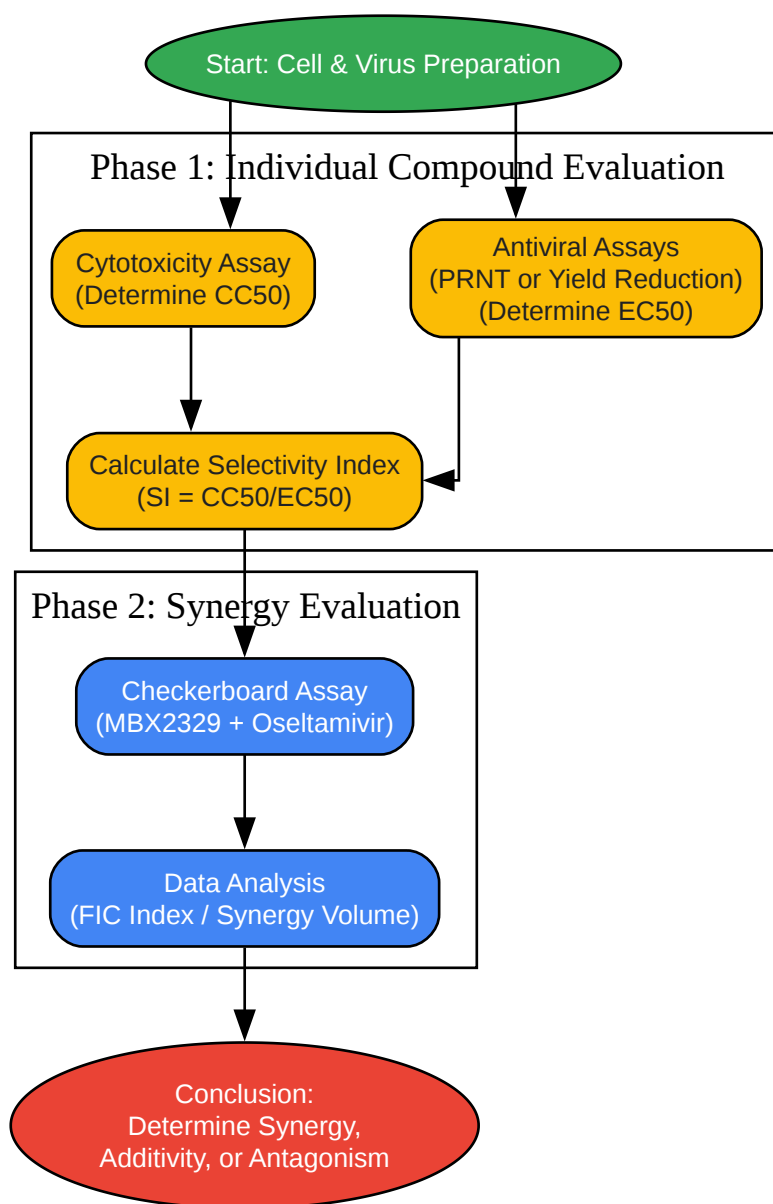 Start: Cell & Virus Preparation
Phase 1: Individual Compound Evaluation
Cytotoxicity Assay
(Determine CC50)
Antiviral Assays
(PRNT or Yield Reduction)
(Determine EC50)
Calculate Selectivity Index
(SI = CC50/EC50)
Phase 2: Synergy Evaluation
Checkerboard Assay
(MBX2329 + Oseltamivir)
Data Analysis
(FIC Index / Synergy Volume)
Conclusion:
Determine Synergy,
Additivity, or Antagonism